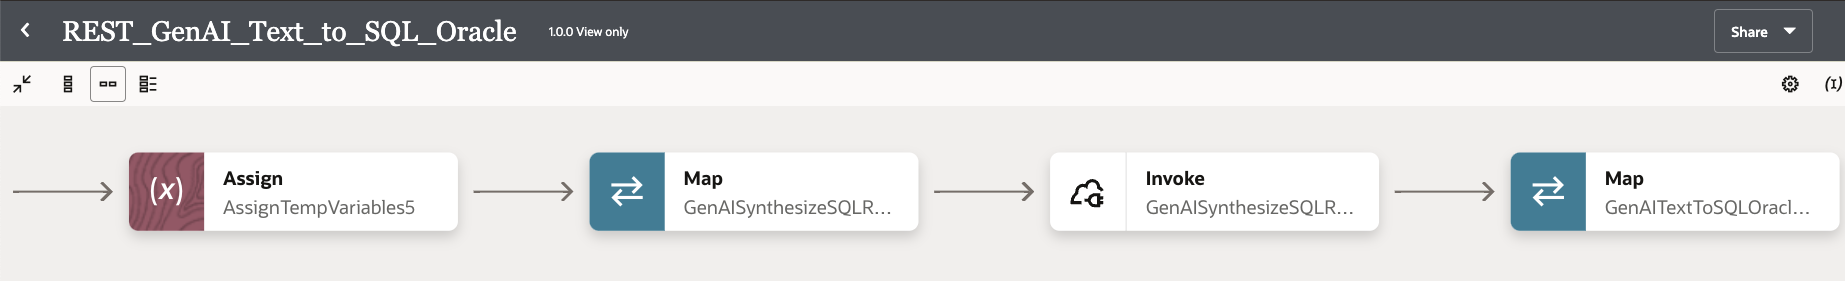 REST_GenAI_Text_to_SQL_Oracle 1.0.0 View only Share
(I)
(x) Assign
AssignTempVariables5
Map
GenAISynthesizeSQLR...
Invoke
GenAISynthesizeSQLR...
Map
GenAITextToSQLOracl...